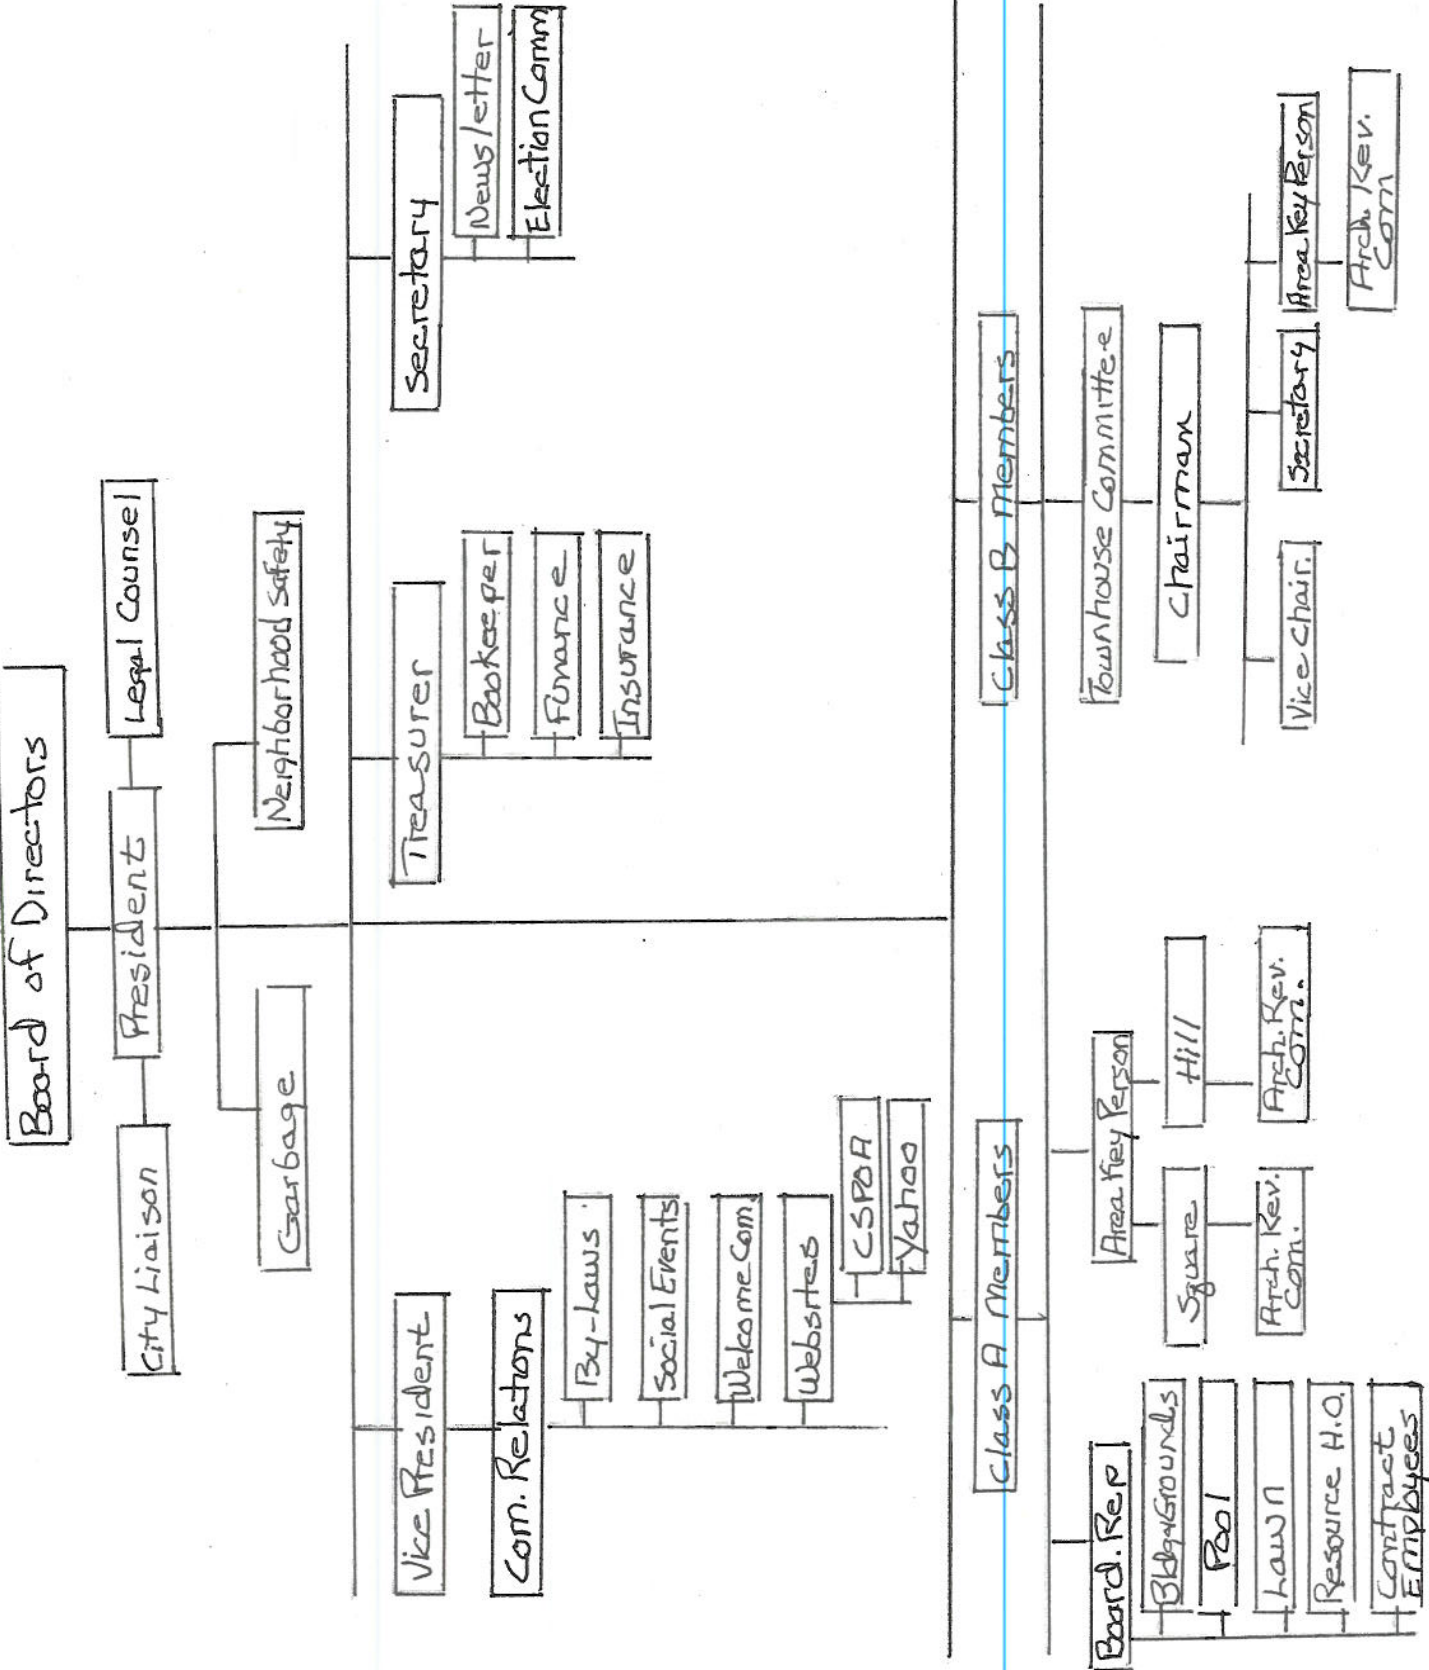 Board of Directors
City Liaison
President
Legal Counsel
Garbage
Neighborhood Safety
Vice President
Treasurer
Secretary
Com. Relations
By-Laws
Social Events
Welcome Com.
Websites
CSPOA
Yahoo
Bookeeper
Finance
Insurance
Newsletter
Election Comm
Class A Members
Class B Members
Board. Rep
Bldg & Grounds
Pool
Lawn
Resource H.O.
Contract
Employees
Area Key Person
Square
Hill
Arch. Rev.
Com.
Arch. Rev.
Com.
Townhouse Committee
Chairman
Vice Chair.
Secretary
Area Key Person
Arch. Rev.
Com